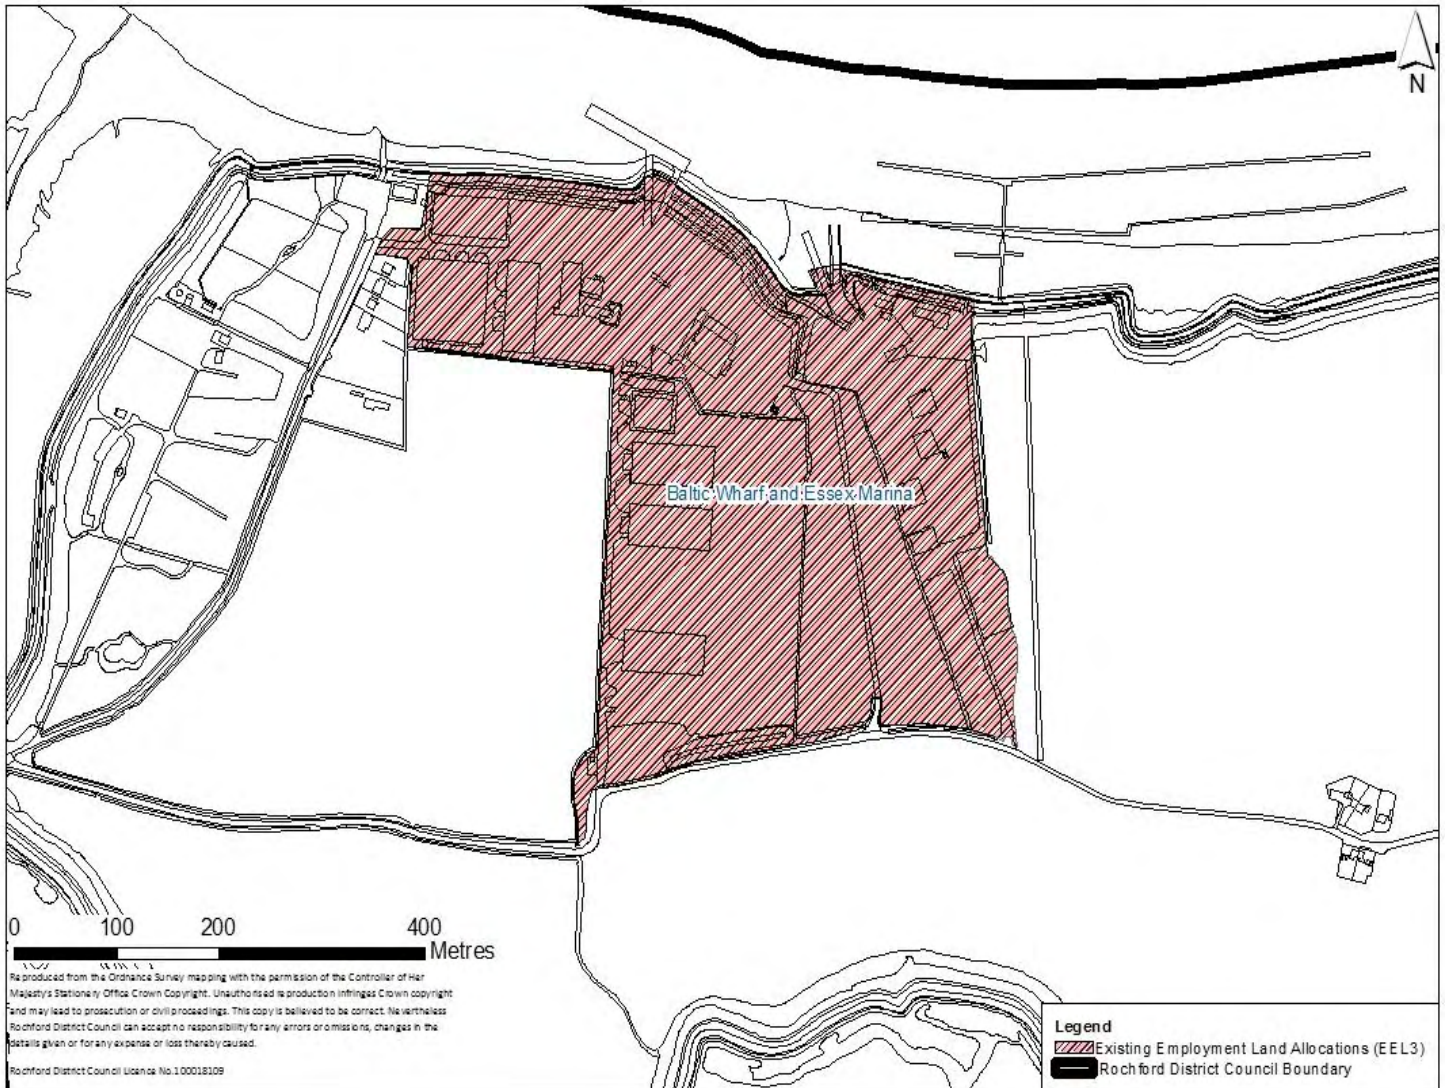 N
Baltic Wharf and Essex Marina
0 100 200 400
Metres
Reproduced from the Ordnance Survey mapping with the permission of the Controller of Her
Majesty's Stationery Office Crown Copyright. Unauthorised reproduction infringes Crown copyright
and may lead to prosecution or civil proceedings. This copy is believed to be correct. Nevertheless
Rochford District Council can accept no responsibility for any errors or omissions, changes in the
details given or for any expense or loss thereby caused.
Rochford District Council Licence No.100018109
Legend
Existing Employment Land Allocations (EEL3)
Rochford District Council Boundary